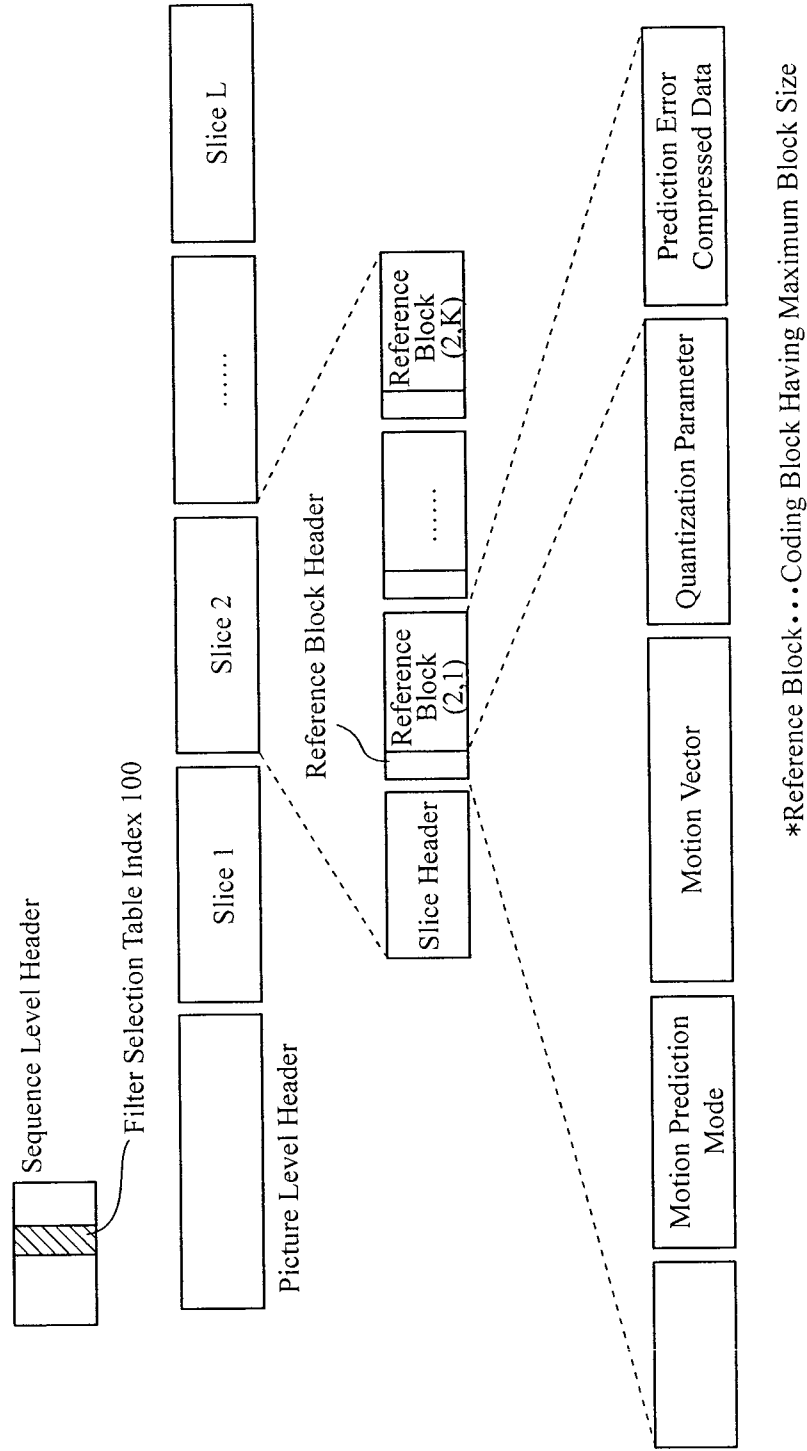 Sequence Level Header
Filter Selection Table Index 100
Picture Level Header
Slice 1
Slice 2
......
Slice L
Reference Block Header
Slice Header
Reference
Block
(2,1)
......
Reference
Block
(2,K)
Motion Prediction
Mode
Motion Vector
Quantization Parameter
Prediction Error
Compressed Data
*Reference Block•••Coding Block Having Maximum Block Size